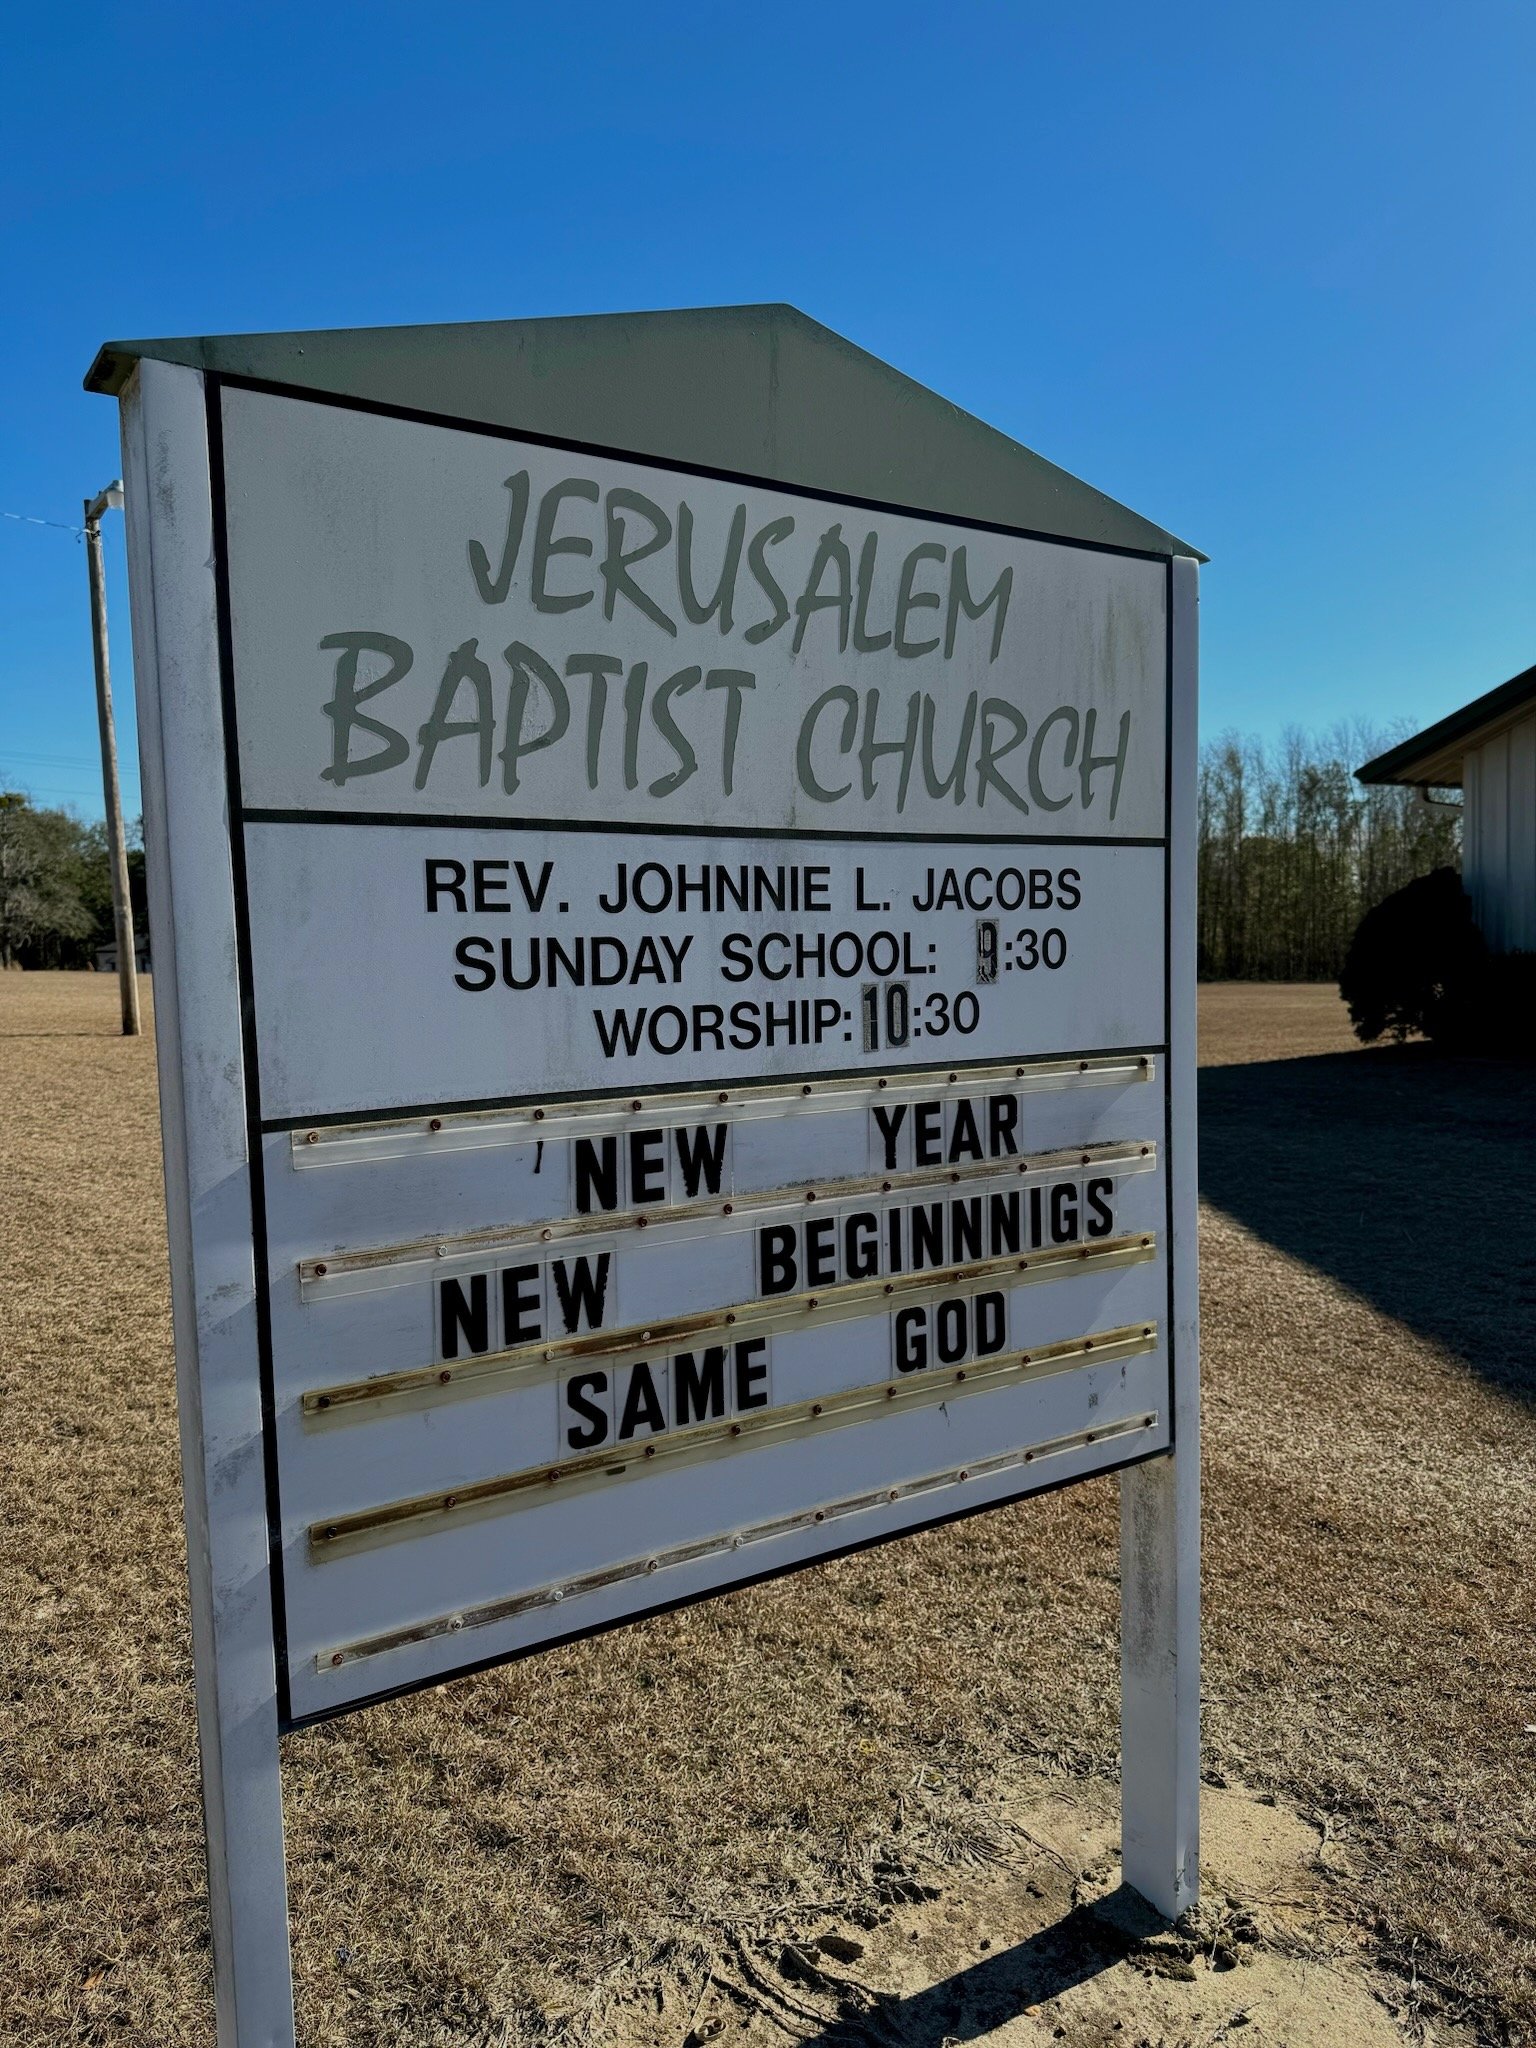 JERUSALEM
BAPTIST CHURCH
REV. JOHNNIE L. JACOBS
SUNDAY SCHOOL: 9:30
WORSHIP: 10:30
NEW YEAR
NEW BEGINNNIGS
SAME GOD